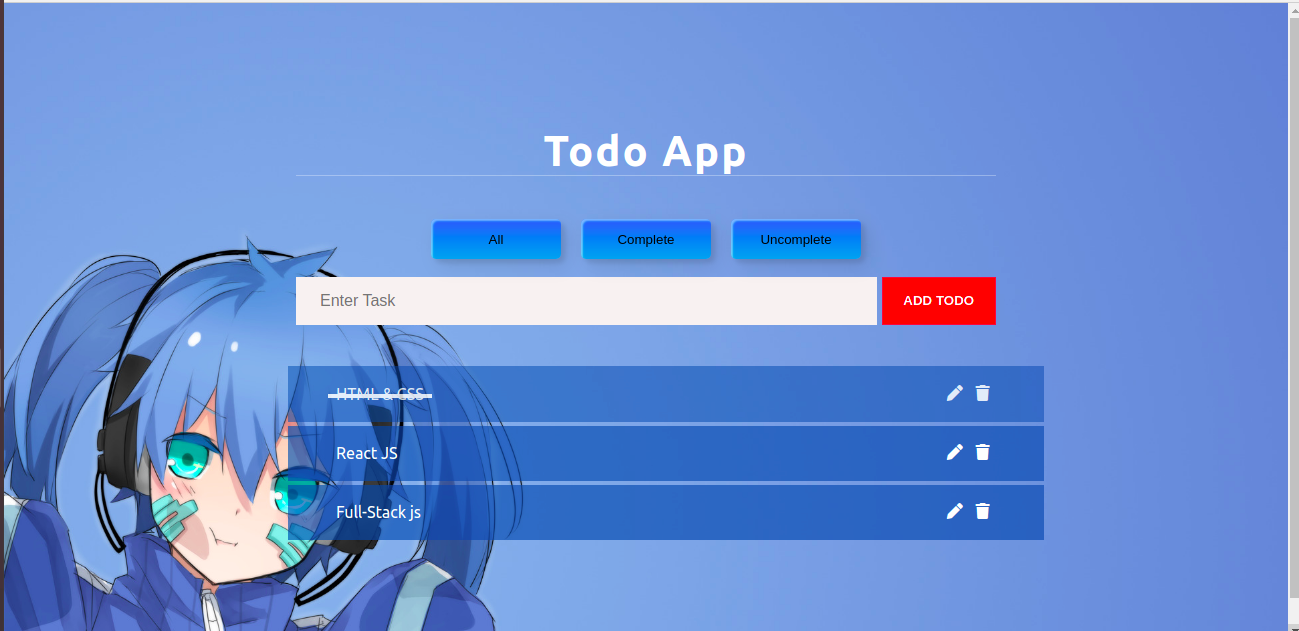 Todo App
All Complete Uncomplete
Enter Task ADD TODO
HTML & CSS
React JS
Full-Stack js